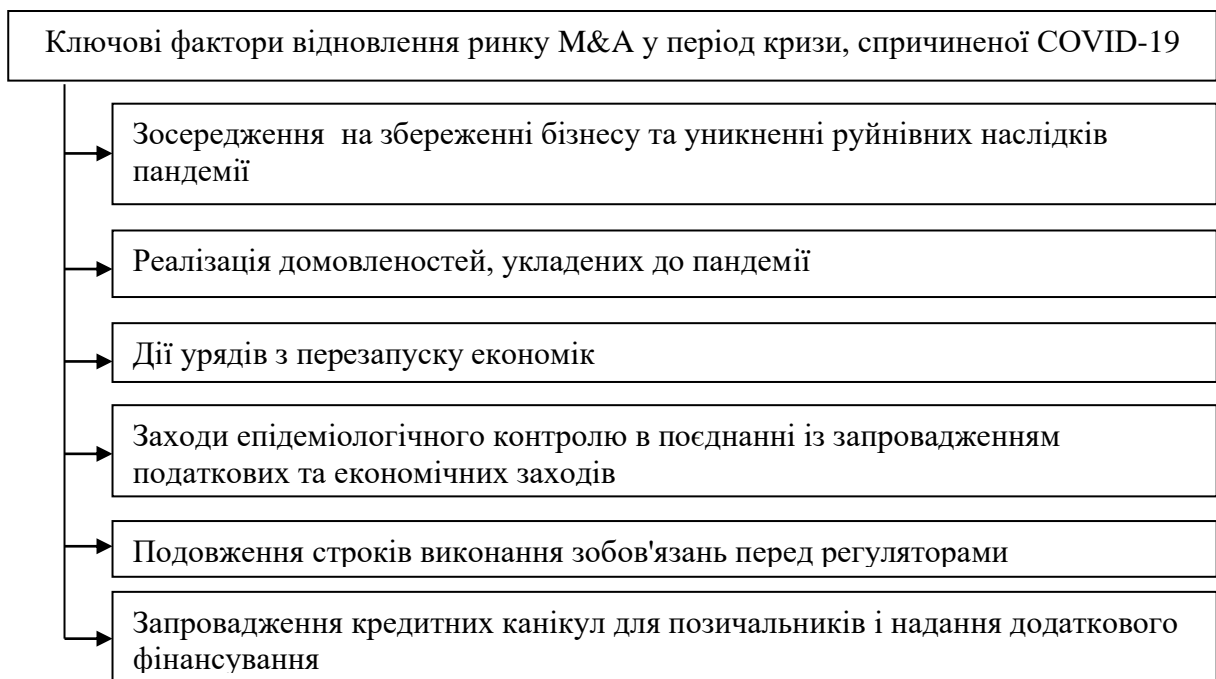 Ключові фактори відновлення ринку M&A у період кризи, спричиненої COVID-19
Зосередження на збереженні бізнесу та уникненні руйнівних наслідків
пандемії
Реалізація домовленостей, укладених до пандемії
Дії урядів з перезапуску економік
Заходи епідеміологічного контролю в поєднанні із запровадженням
податкових та економічних заходів
Подовження строків виконання зобов'язань перед регуляторами
Запровадження кредитних канікул для позичальників і надання додаткового
фінансування